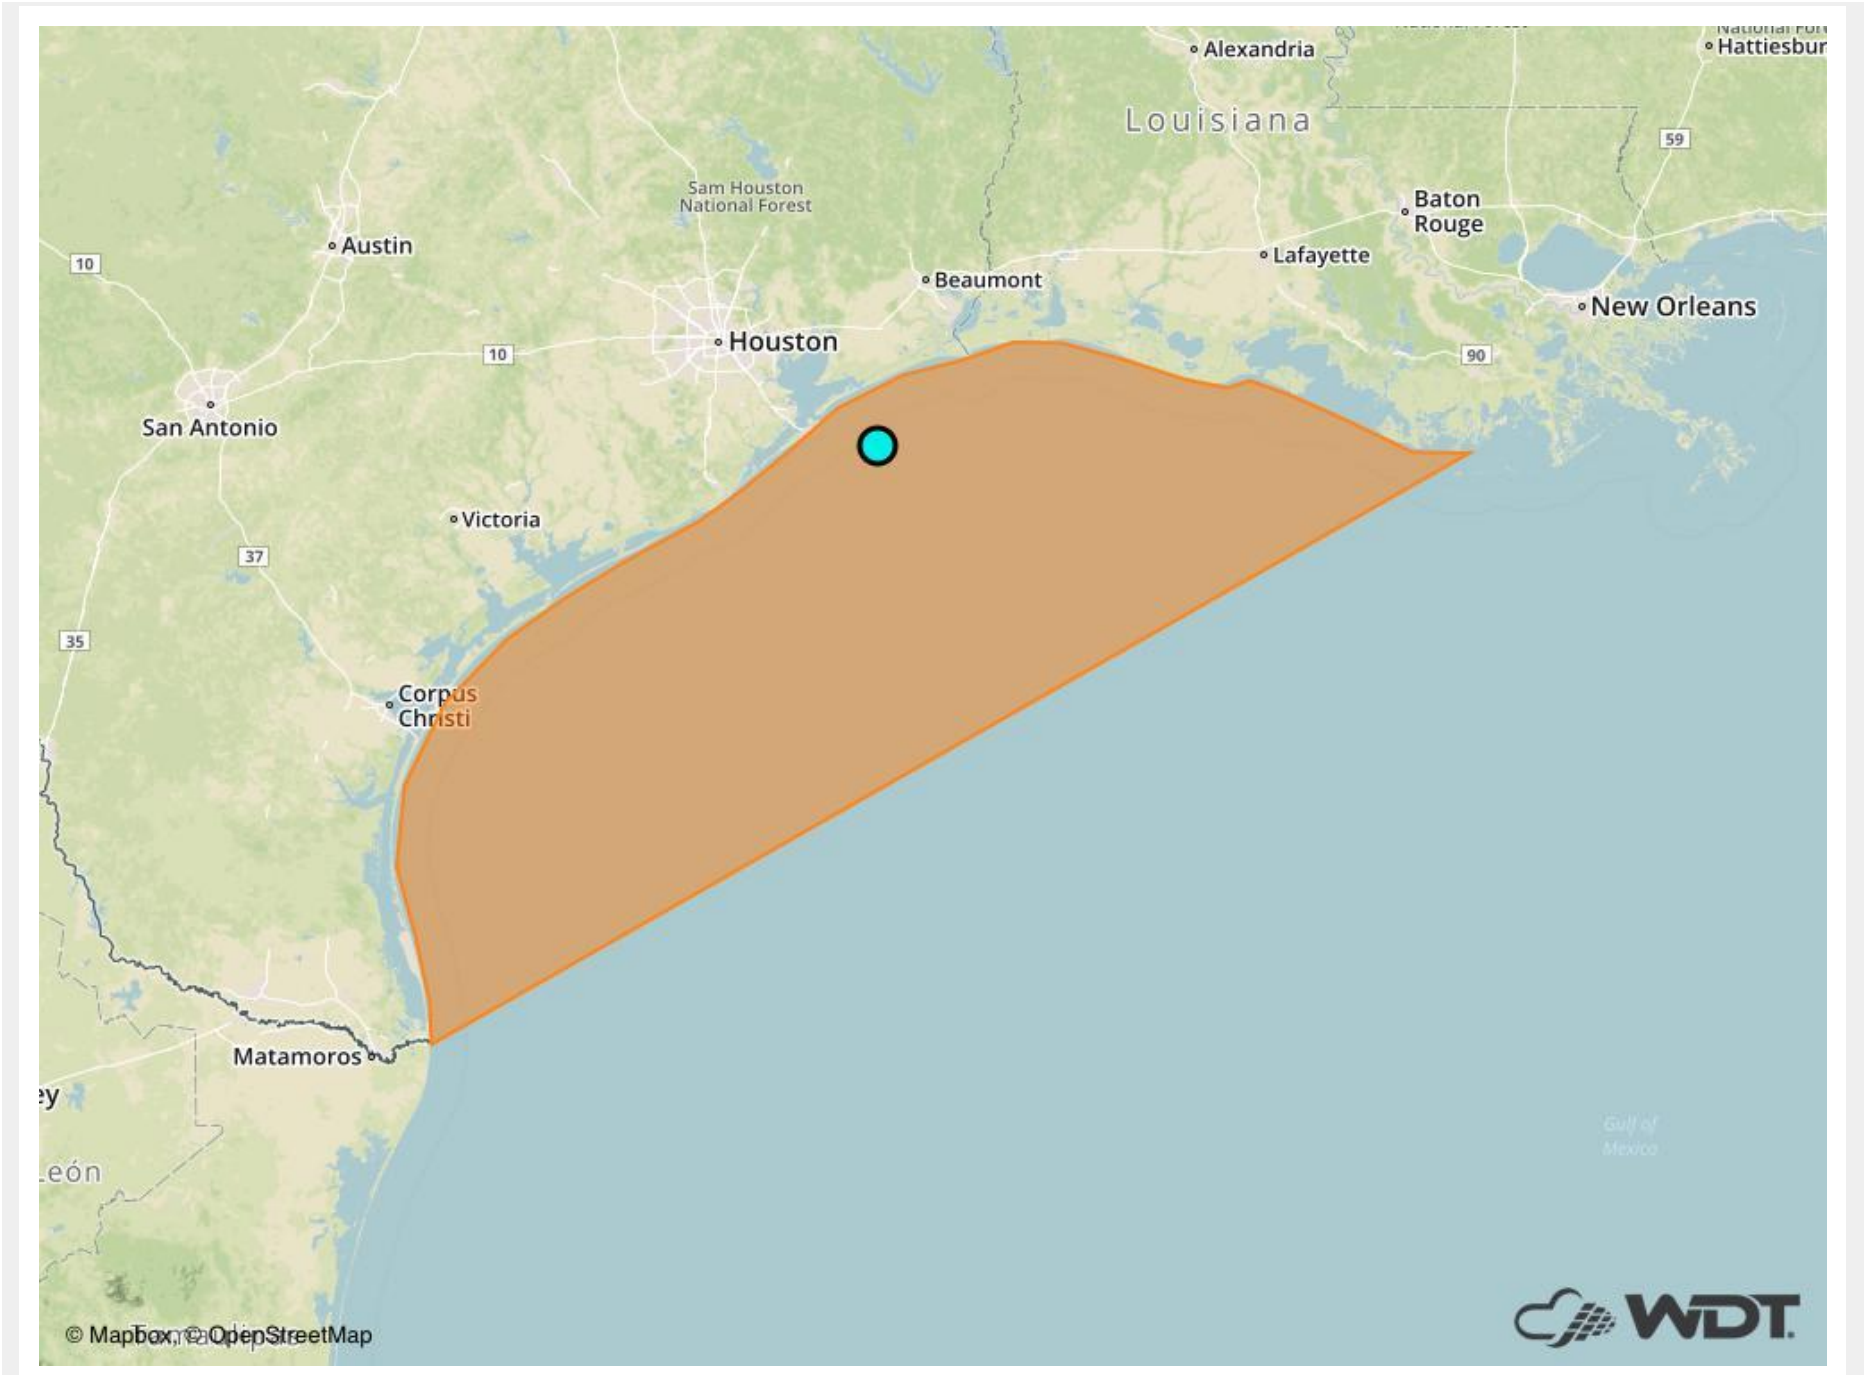 Alexandria
Hattiesbur
Louisiana
59
Sam Houston
National Forest
Baton
Rouge
Austin
10
Lafayette
Beaumont
New Orleans
Houston
10
90
San Antonio
Victoria
37
35
Corpus
Christi
Matamoros
ey
Gulf of
Mexico
León
WDT
© Mapbox, © OpenStreetMap